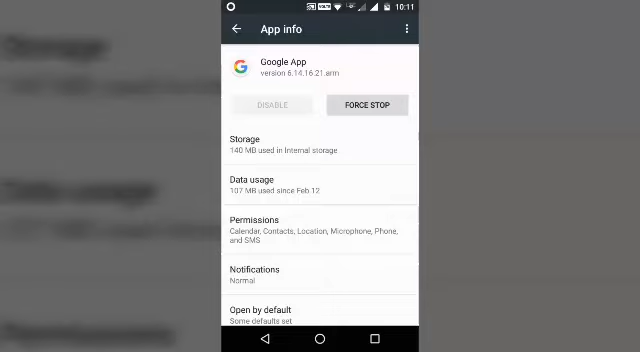 10:11
App info
Google App
version 6.14.16.21.arm
DISABLE
FORCE STOP
Storage
140 MB used in Internal storage
Data usage
107 MB used since Feb 12
Permissions
Calendar, Contacts, Location, Microphone, Phone,
and SMS
Notifications
Normal
Open by default
Some defaults set